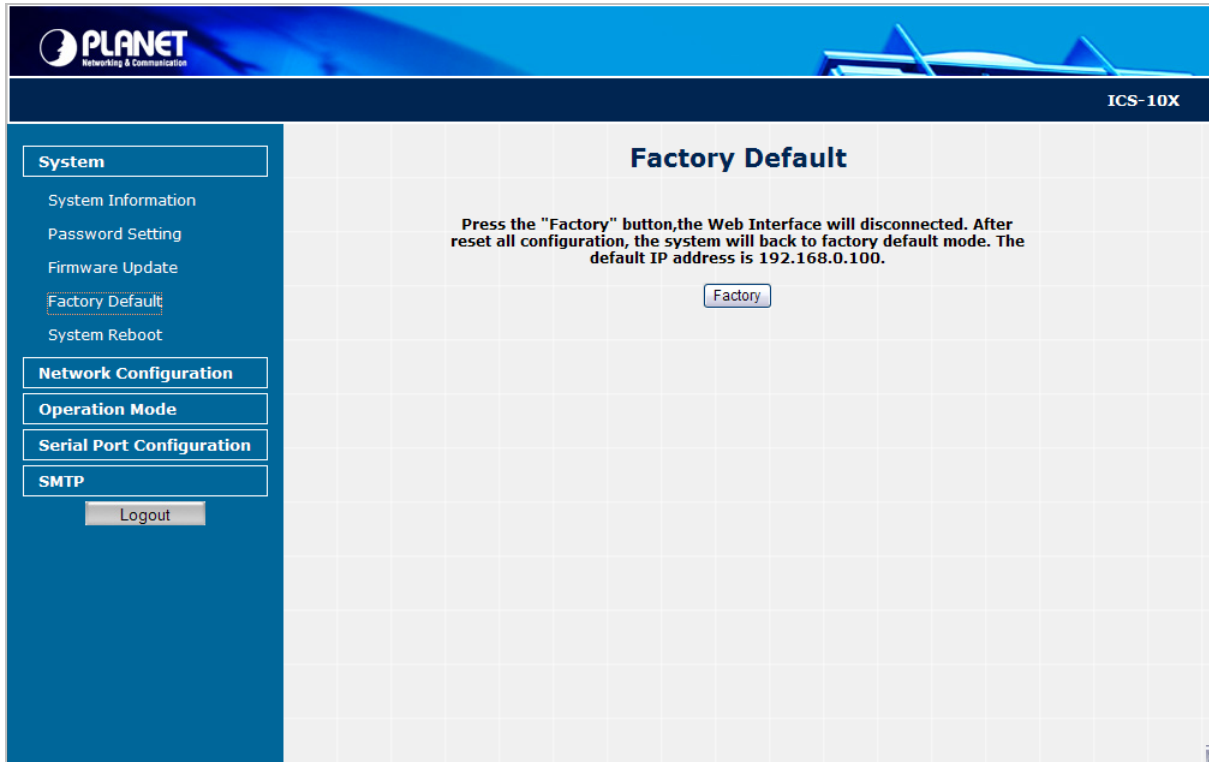 PLANET
Networking & Communication
ICS-10X
System
System Information
Password Setting
Firmware Update
Factory Default
System Reboot
Network Configuration
Operation Mode
Serial Port Configuration
SMTP
Logout
Factory Default
Press the "Factory" button,the Web Interface will disconnected. After
reset all configuration, the system will back to factory default mode. The
default IP address is 192.168.0.100.
Factory